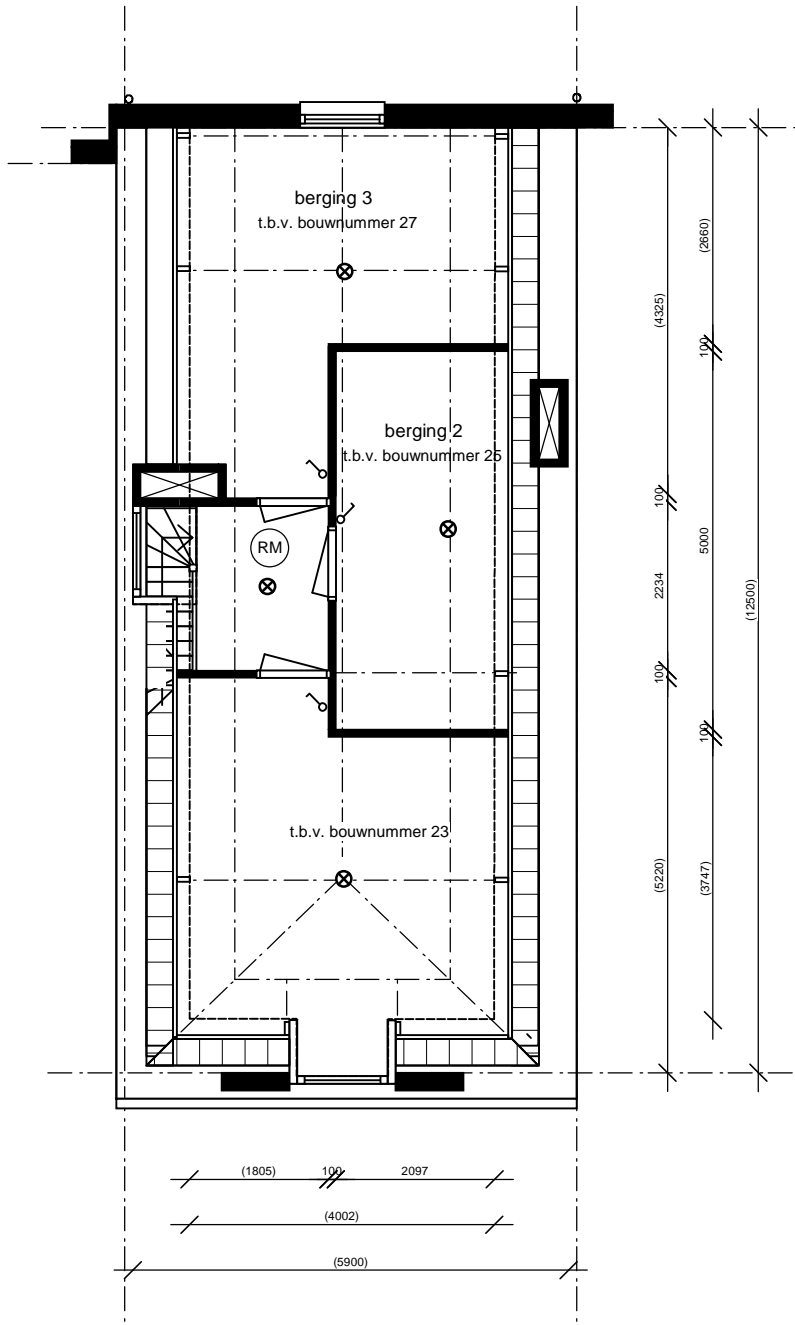 berging 3
t.b.v. bouwnummer 27
berging 2
t.b.v. bouwnummer 25
RM
t.b.v. bouwnummer 23
(4325)
100
2234
100
(5220)
(2660)
100
5000
100
(3747)
(12500)
(1805) 100 2097
(4002)
(5900)